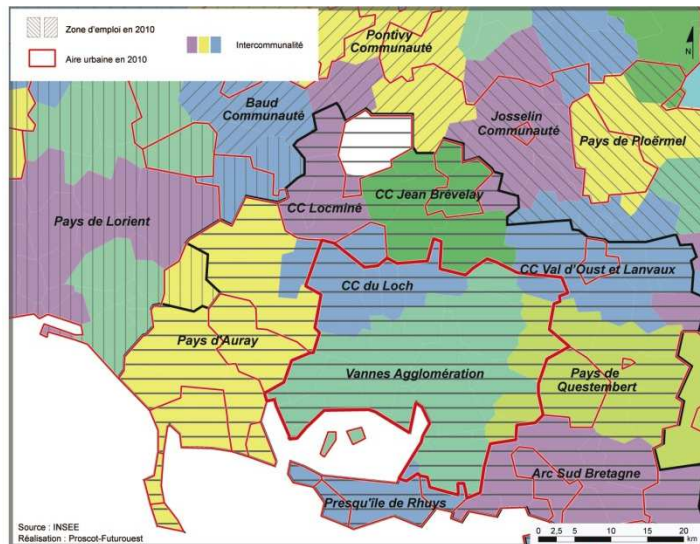 Zone d'emploi en 2010
Aire urbaine en 2010
Intercommunalité
N
Pontivy
Communauté
Baud
Communauté
Josselin
Communauté
Pays de Ploërmel
CC Jean Brévelay
Pays de Lorient
CC Locminé
CC Val d'Oust et Lanvaux
CC du Loch
Pays d'Auray
Vannes Agglomération
Pays de
Questembert
Arc Sud Bretagne
Presqu'île de Rhuys
Source : INSEE
Réalisation : Proscot-Futurouest
0 2,5 5 10 15 20
km